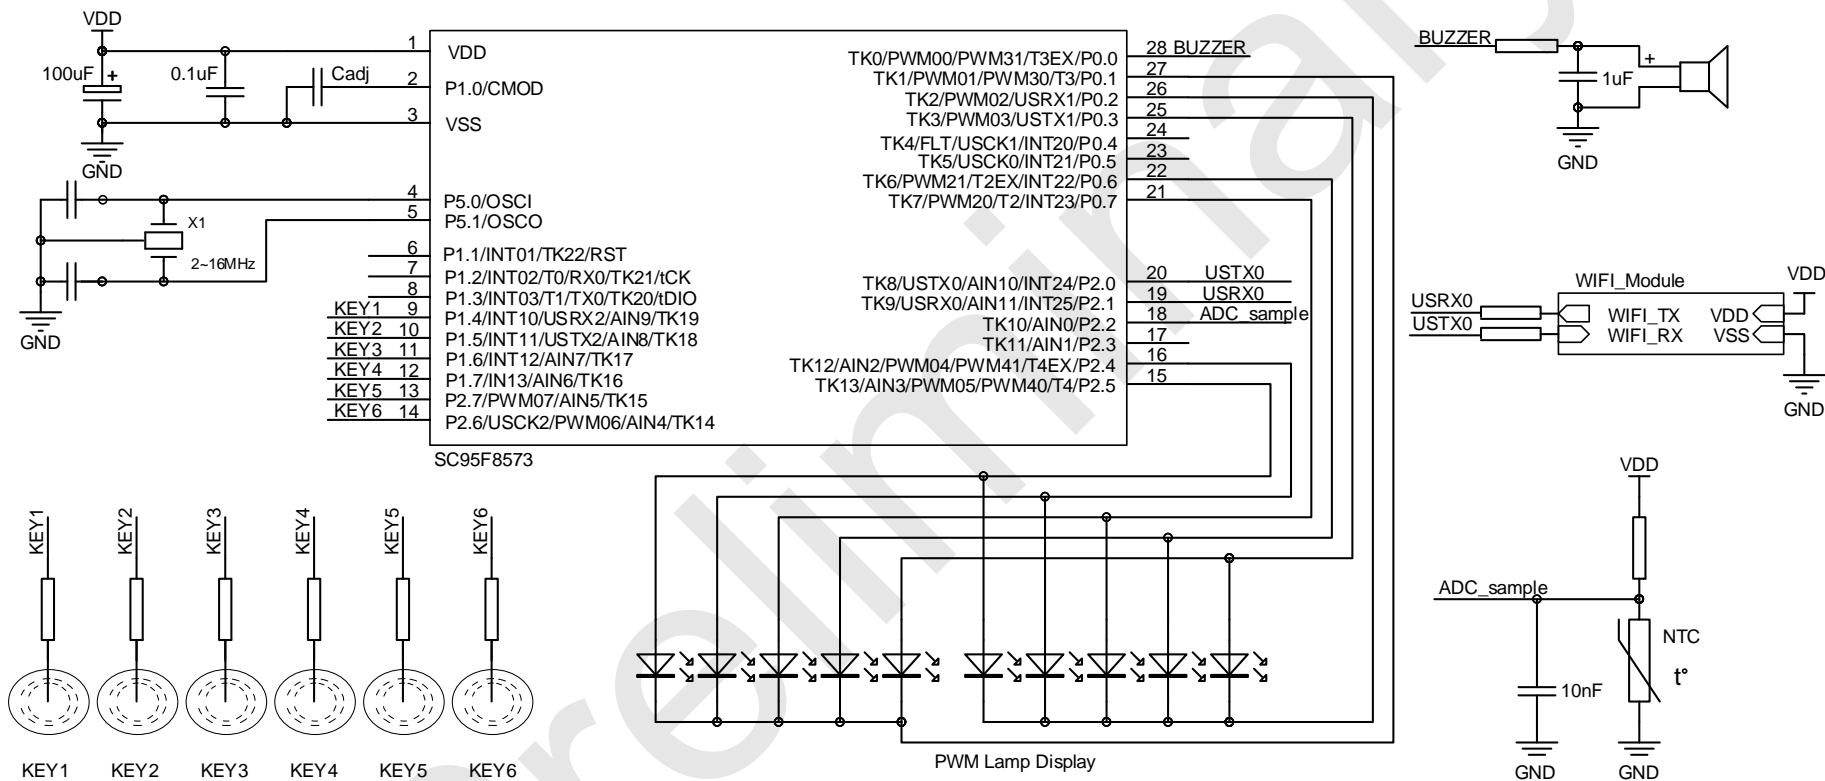 VDD
100uF
+
0.1uF
Cadj
GND
1 VDD
2 P1.0/CMOD
3 VSS
4 P5.0/OSCI
5 P5.1/OSCO
X1
2~16MHz
GND
6 P1.1/INT01/TK22/RST
7 P1.2/INT02/T0/RX0/TK21/tCK
8 P1.3/INT03/T1/TX0/TK20/tDIO
KEY1 9 P1.4/INT10/USRX2/AIN9/TK19
KEY2 10 P1.5/INT11/USTX2/AIN8/TK18
KEY3 11 P1.6/INT12/AIN7/TK17
KEY4 12 P1.7/IN13/AIN6/TK16
KEY5 13 P2.7/PWM07/AIN5/TK15
KEY6 14 P2.6/USCK2/PWM06/AIN4/TK14
SC95F8573
TK0/PWM00/PWM31/T3EX/P0.0 28 BUZZER
TK1/PWM01/PWM30/T3/P0.1 27
TK2/PWM02/USRX1/P0.2 26
TK3/PWM03/USTX1/P0.3 25
TK4/FLT/USCK1/INT20/P0.4 24
TK5/USCK0/INT21/P0.5 23
TK6/PWM21/T2EX/INT22/P0.6 22
TK7/PWM20/T2/INT23/P0.7 21
TK8/USTX0/AIN10/INT24/P2.0 20 USTX0
TK9/USRX0/AIN11/INT25/P2.1 19 USRX0
TK10/AIN0/P2.2 18 ADC_sample
TK11/AIN1/P2.3 17
TK12/AIN2/PWM04/PWM41/T4EX/P2.4 16
TK13/AIN3/PWM05/PWM40/T4/P2.5 15
BUZZER
+
1uF
GND
WIFI_Module
VDD
USRX0 WIFI_TX VDD
USTX0 WIFI_RX VSS
GND
VDD
ADC_sample
NTC
t°
10nF
GND GND
KEY1 KEY2 KEY3 KEY4 KEY5 KEY6
KEY1 KEY2 KEY3 KEY4 KEY5 KEY6
PWM Lamp Display
reliminary